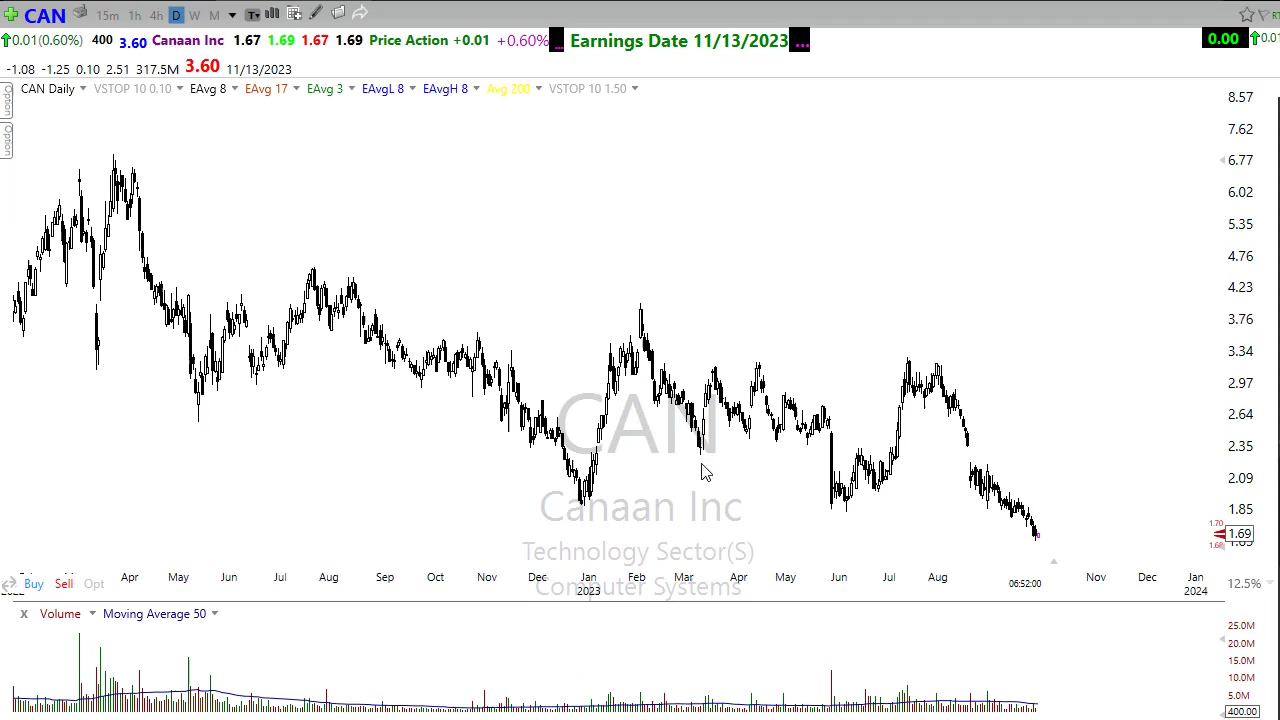 CAN 15m 1h 4h D W M T
0.01(0.60%) 400 3.60 Canaan Inc 1.67 1.69 1.67 1.69 Price Action +0.01 +0.60% ... Earnings Date 11/13/2023 ... 0.00
-1.08 -1.25 0.10 2.51 317.5M 3.60 11/13/2023
CAN Daily VSTOP 10 0.10 EAvg 8 EAvg 17 EAvg 3 EAvgL 8 EAvgH 8 Avg 200 VSTOP 10 1.50
Option
Option
8.57
7.62
6.77
6.02
5.35
4.76
4.23
3.76
3.34
2.97
2.64
2.35
2.09
1.85
1.70
1.69
1.68
CAN
Canaan Inc
Technology Sector(S)
Computer Systems
Apr May Jun Jul Aug Sep Oct Nov Dec Jan Feb Mar Apr May Jun Jul Aug 06:52:00 Nov Dec Jan
Buy Sell Opt 12.5%
2023 2024
X Volume Moving Average 50
25.0M
20.0M
15.0M
10.0M
5.0M
400.00